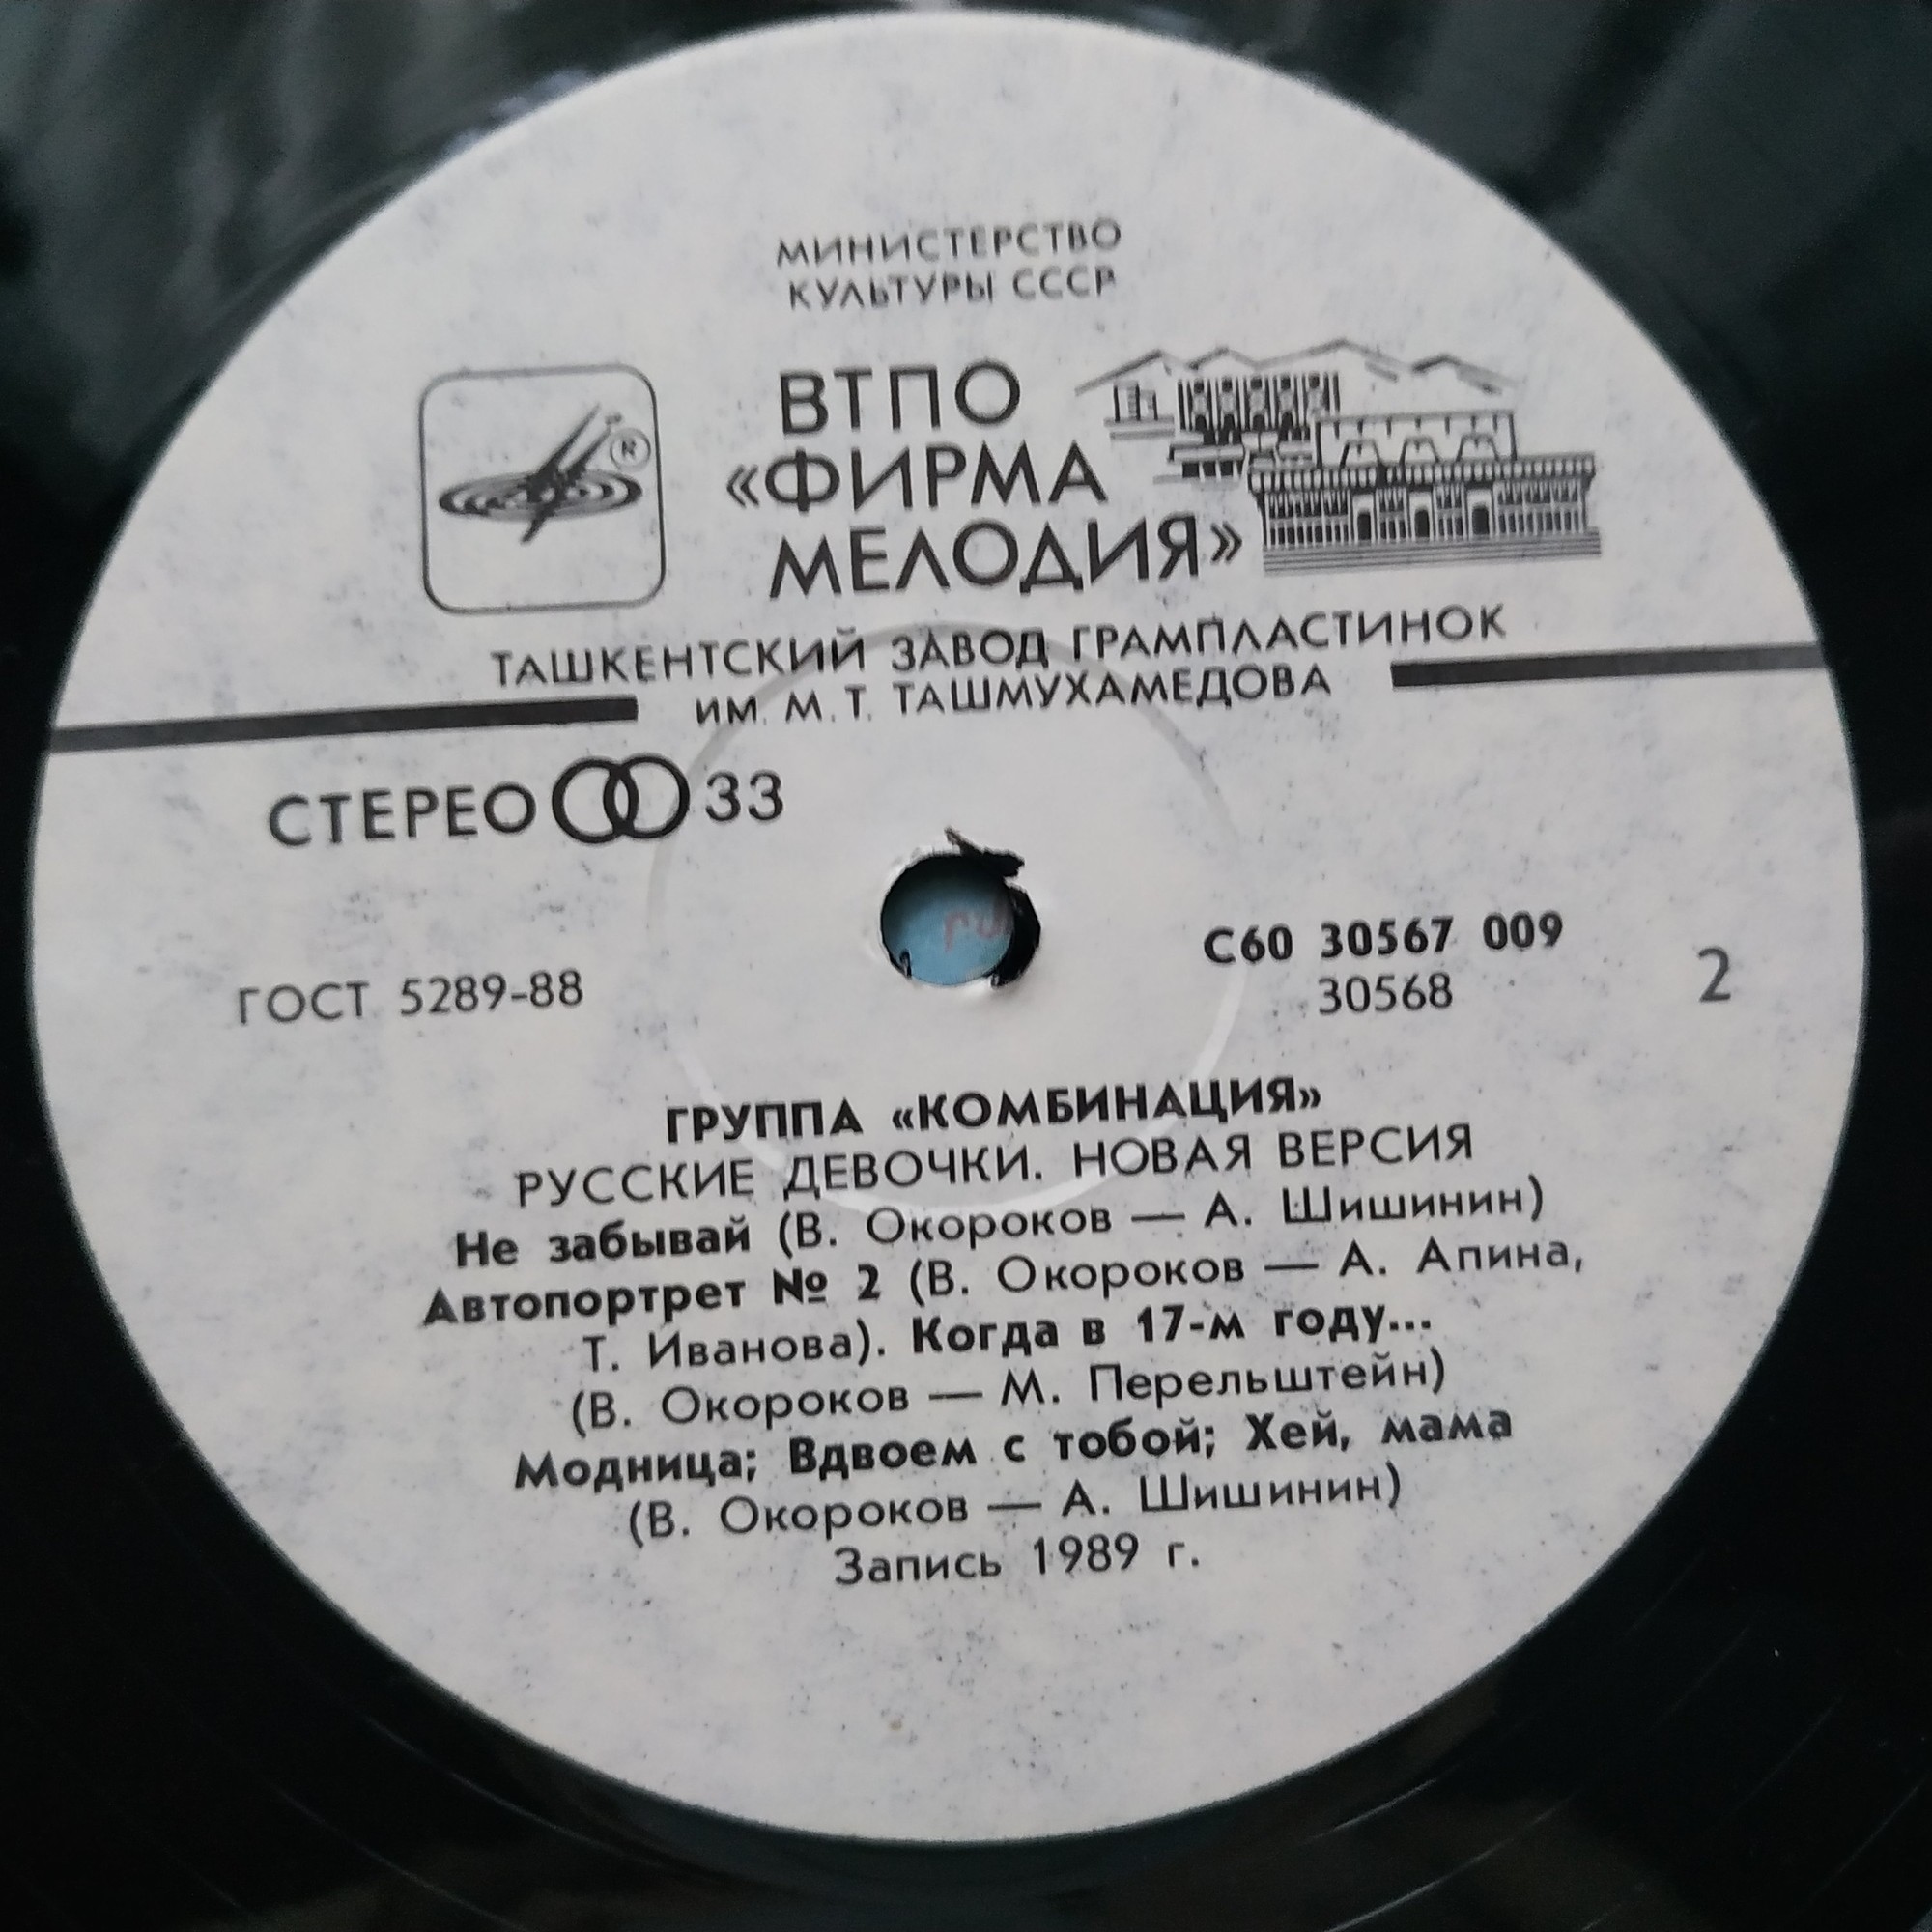 МИНИСТЕРСТВО
КУЛЬТУРЫ СССР
ВТПО
«ФИРМА
МЕЛОДИЯ»
®
ТАШКЕНТСКИЙ ЗАВОД ГРАМПЛАСТИНОК
ИМ. М. Т. ТАШМУХАМЕДОВА
СТЕРЕО 33
ГОСТ 5289-88
С60 30567 009
30568
2
ГРУППА «КОМБИНАЦИЯ»
РУССКИЕ ДЕВОЧКИ. НОВАЯ ВЕРСИЯ
Не забывай (В. Окороков — А. Шишинин)
Автопортрет № 2 (В. Окороков — А. Апина,
Т. Иванова). Когда в 17-м году...
(В. Окороков — М. Перельштейн)
Модница; Вдвоем с тобой; Хей, мама
(В. Окороков — А. Шишинин)
Запись 1989 г.